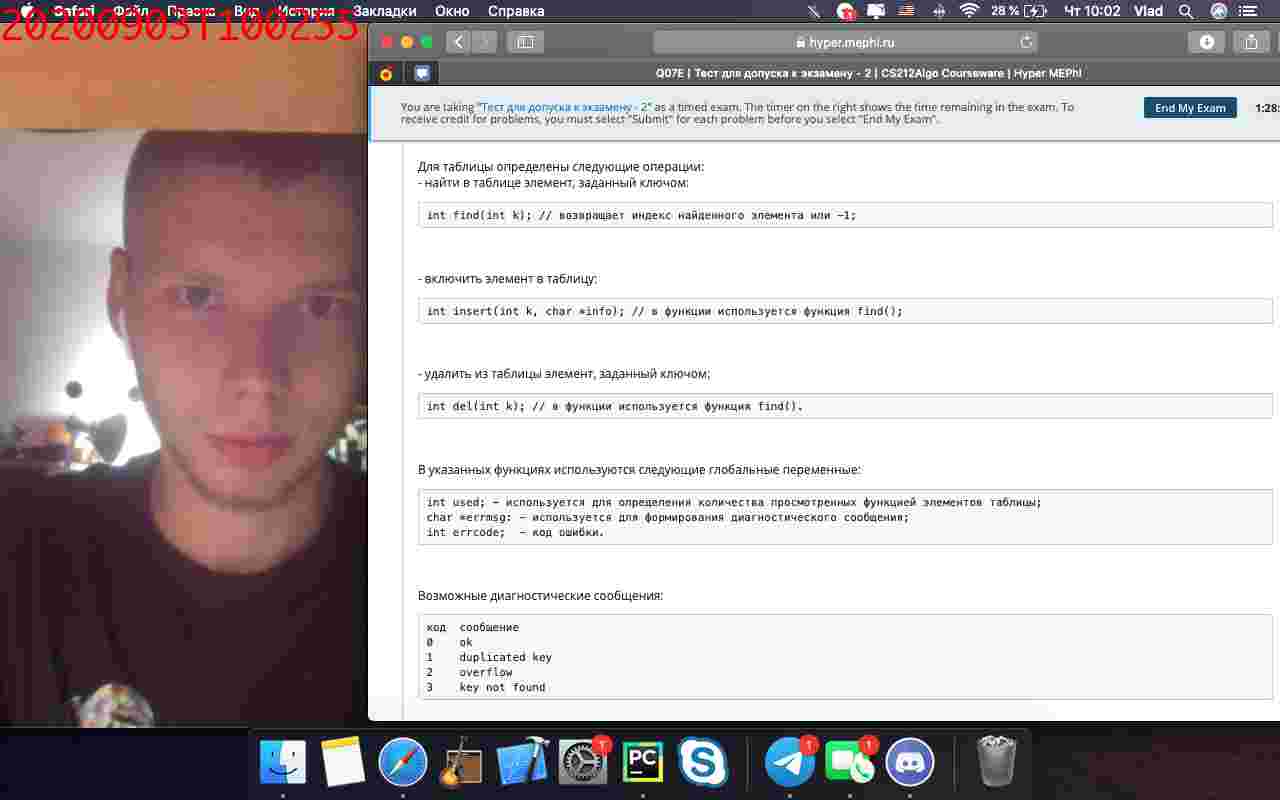 20200903T100255
Safari Файл Правка Вид История Закладки Окно Справка 28 % Чт 10:02 Vlad
hyper.mephi.ru
Q07E | Тест для допуска к экзамену - 2 | CS212Algo Courseware | Hyper MEPhI
You are taking "Тест для допуска к экзамену - 2" as a timed exam. The timer on the right shows the time remaining in the exam. To
receive credit for problems, you must select "Submit" for each problem before you select "End My Exam".
End My Exam
1:28:
Для таблицы определены следующие операции:
- найти в таблице элемент, заданный ключом:
int find(int k); // возвращает индекс найденного элемента или -1;
- включить элемент в таблицу:
int insert(int k, char *info); // в функции используется функция find();
- удалить из таблицы элемент, заданный ключом:
int del(int k); // в функции используется функция find().
В указанных функциях используются следующие глобальные переменные:
int used; - используется для определения количества просмотренных функцией элементов таблицы;
char *errmsg: - используется для формирования диагностического сообщения;
int errcode; - код ошибки.
Возможные диагностические сообщения:
код сообщение
0 ok
1 duplicated key
2 overflow
3 key not found
1
PC
S
1
1